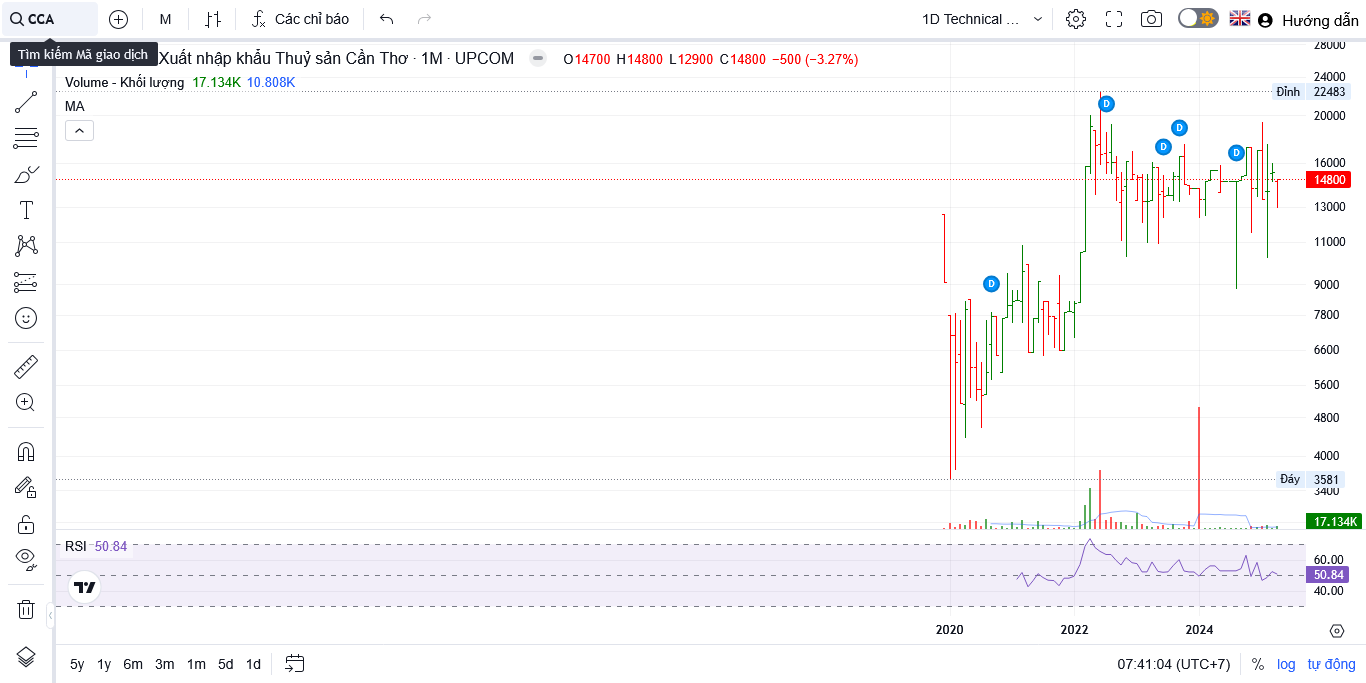 CCA
M
Các chỉ báo
1D Technical ...
Hướng dẫn
Tìm kiếm Mã giao dịch
Xuất nhập khẩu Thuỷ sản Cần Thơ · 1M · UPCOM
O14700 H14800 L12900 C14800 −500 (−3.27%)
Volume - Khối lượng 17.134K 10.808K
MA
28000
24000
Đỉnh 22483
20000
16000
14800
13000
11000
9000
7800
6600
5600
4800
4000
Đáy 3581
3400
17.134K
D
D
D
D
D
RSI 50.84
60.00
50.84
40.00
2020 2022 2024
5y 1y 6m 3m 1m 5d 1d
07:41:04 (UTC+7)
% log tự động